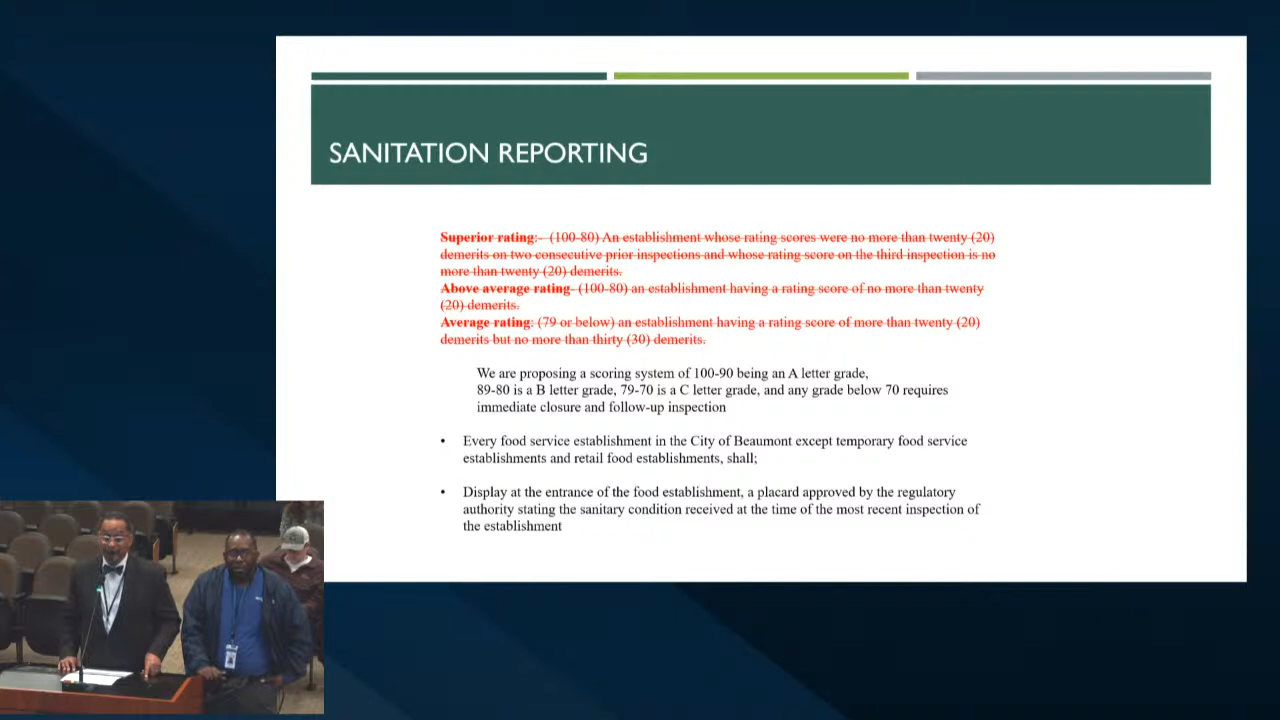 SANITATION REPORTING
Superior rating:- (100-80) An establishment whose rating scores were no more than twenty (20)
demerits on two consecutive prior inspections and whose rating score on the third inspection is no
more than twenty (20) demerits.
Above average rating- (100-80) an establishment having a rating score of no more than twenty
(20) demerits.
Average rating: (79 or below) an establishment having a rating score of more than twenty (20)
demerits but no more than thirty (30) demerits.
We are proposing a scoring system of 100-90 being an A letter grade,
89-80 is a B letter grade, 79-70 is a C letter grade, and any grade below 70 requires
immediate closure and follow-up inspection
• Every food service establishment in the City of Beaumont except temporary food service
establishments and retail food establishments, shall;
• Display at the entrance of the food establishment, a placard approved by the regulatory
authority stating the sanitary condition received at the time of the most recent inspection of
the establishment